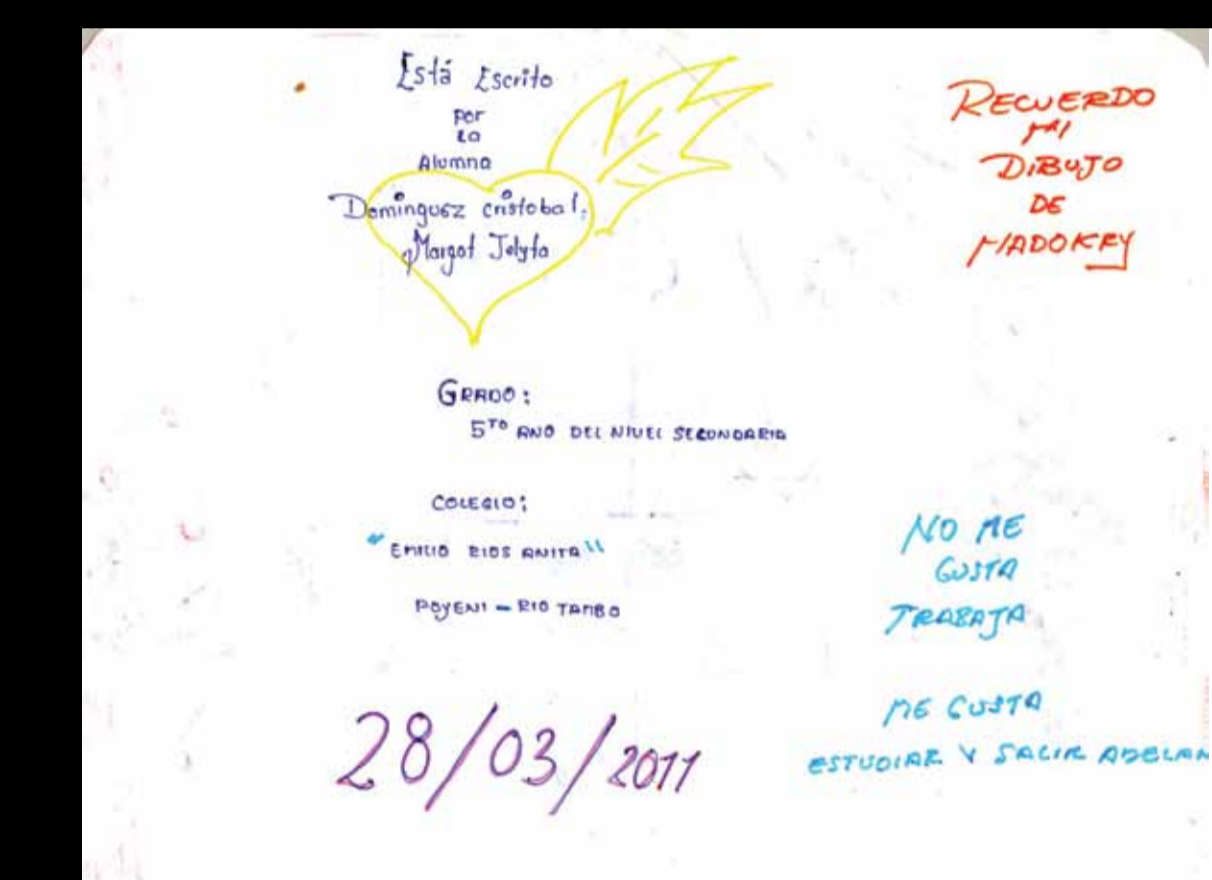 Está Escrito
por
la
Alumna
Dominguez cristobal,
Margot Jelyta
GRADO:
5TO ANO DEL NIVEL SECUNDARIA
COLEGIO:
"EMILIO RIOS ANITA"
POYENI - RIO TAMBO
28/03/2011
RECUERDO
MI
DIBUJO
DE
MADOKEY
NO ME
GUSTA
TRABAJA
ME GUSTA
ESTUDIAR Y SALIR ADELAN